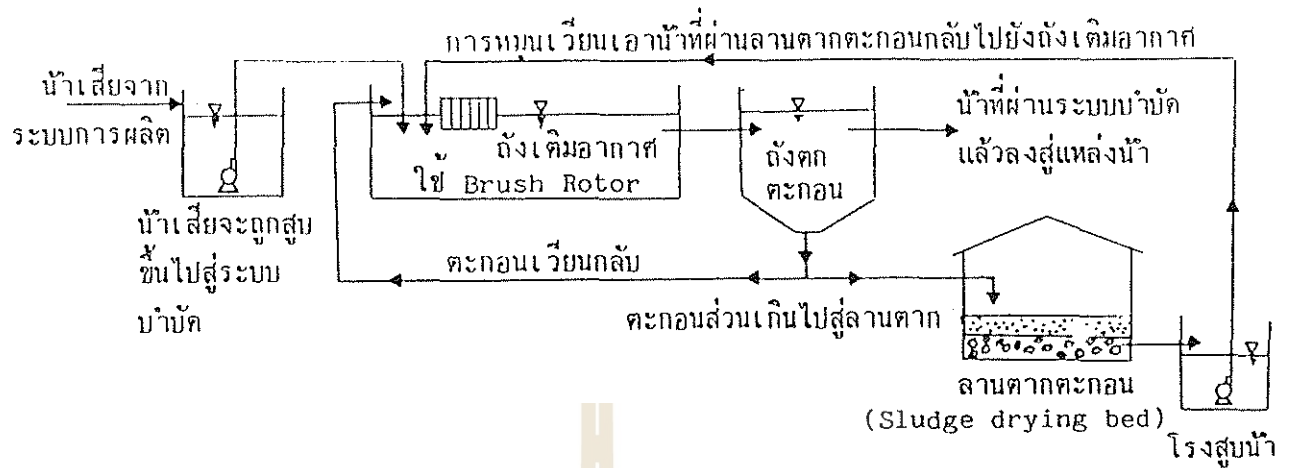 การหมุนเวียนเอาน้ำที่ผ่านลานตากตะกอนกลับไปยังถังเติมอากาศ
น้ำเสียจาก
ระบบการผลิต
ถังเติมอากาศ
ใช้ Brush Rotor
ถังตก
ตะกอน
น้ำที่ผ่านระบบบำบัด
แล้วลงสู่แหล่งน้ำ
น้ำเสียจะถูกสูบ
ขึ้นไปสู่ระบบ
บำบัด
ตะกอนเวียนกลับ
ตะกอนส่วนเกินไปสู่ลานตาก
ลานตากตะกอน
(Sludge drying bed)
โรงสูบน้ำ